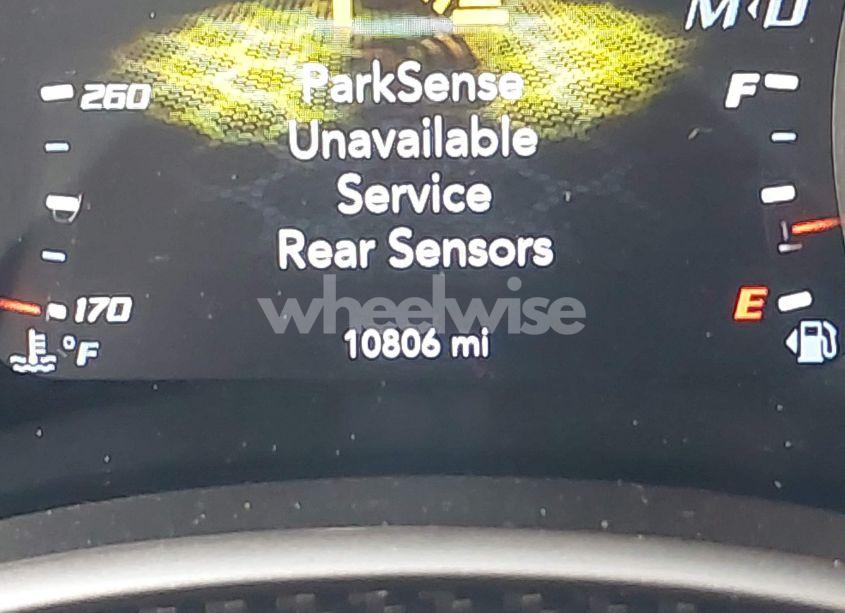 260
ParkSense
F
Unavailable
Service
Rear Sensors
170
E
wheelwise
°F
10806 mi